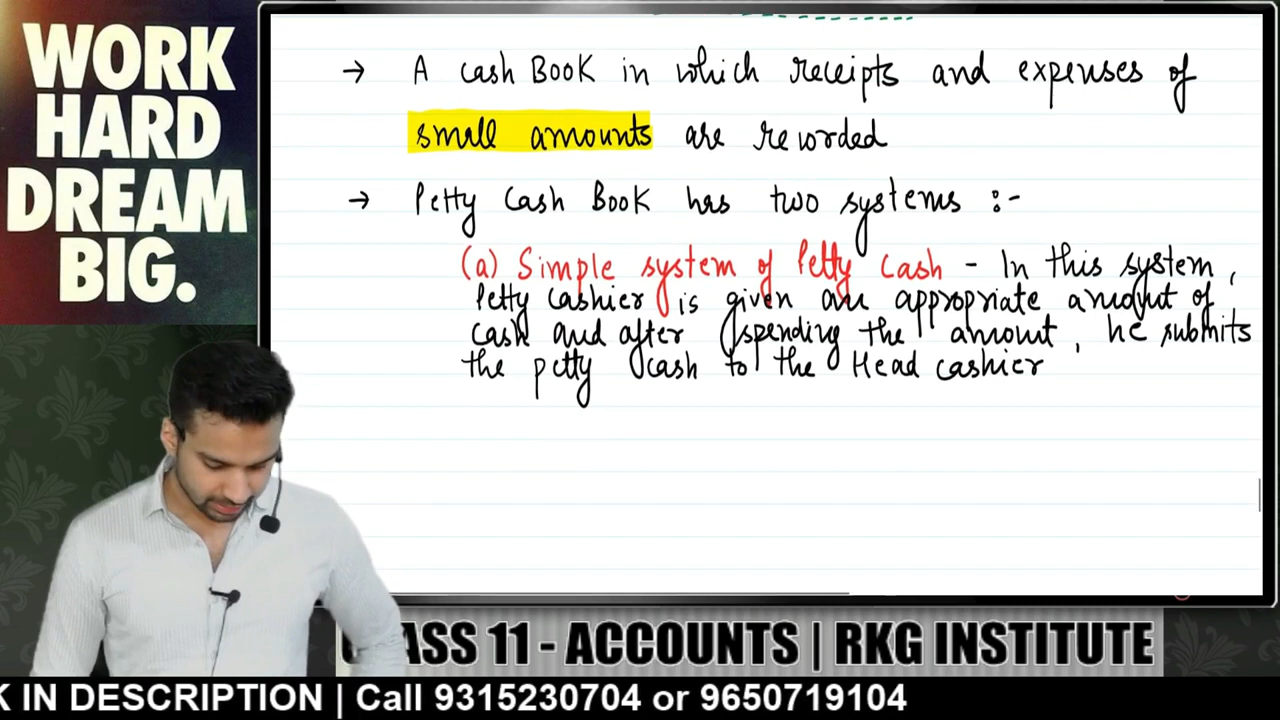 WORK
HARD
DREAM
BIG.
→ A cash BooK in which receipts and expenses of
small amounts are recorded
→ Petty Cash Book has two systems :-
(a) Simple system of Petty Cash - In this system,
Petty cashier is given an appropriate amount of
cash and after spending the amount, he submits
the petty cash to the Head cashier
CLASS 11 - ACCOUNTS | RKG INSTITUTE
K IN DESCRIPTION | Call 9315230704 or 9650719104